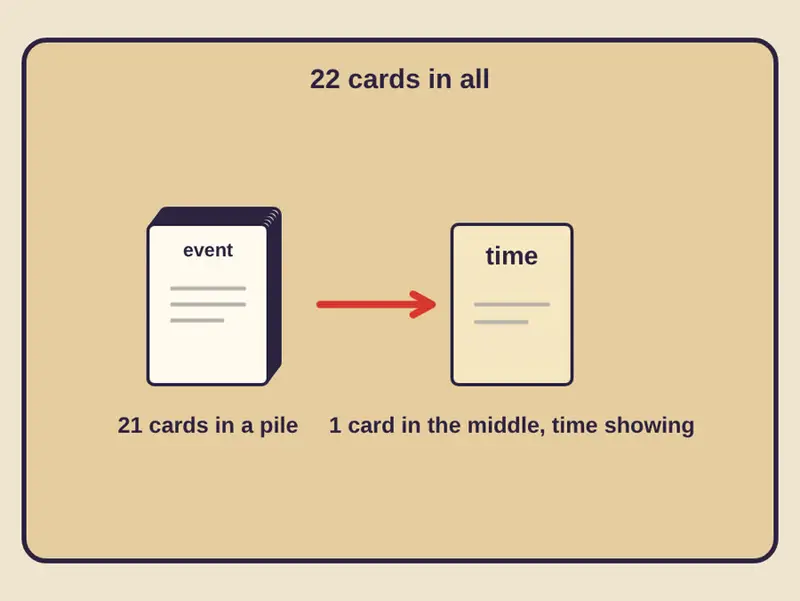 22 cards in all
event
time
21 cards in a pile
1 card in the middle, time showing